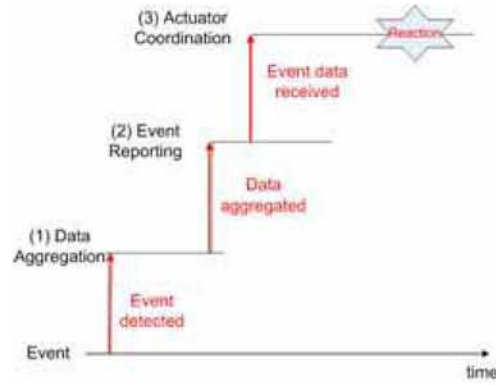 (3) Actuator
Coordination
Reaction
Event data
received
(2) Event
Reporting
Data
aggregated
(1) Data
Aggregation
Event
detected
Event
time